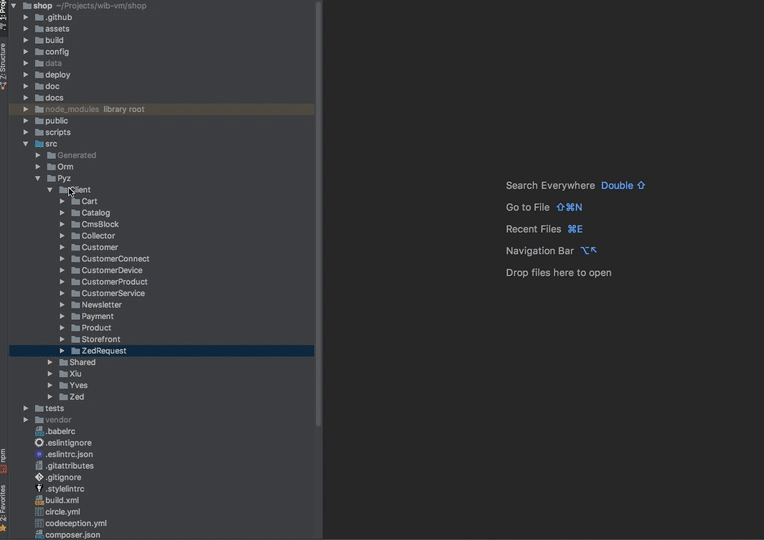 shop ~/Projects/wib-vm/shop
.github
assets
build
config
data
deploy
doc
docs
node_modules library root
public
scripts
src
Generated
Orm
Pyz
Client
Cart
Catalog
CmsBlock
Collector
Customer
CustomerConnect
CustomerDevice
CustomerProduct
CustomerService
Newsletter
Payment
Product
Storefront
ZedRequest
Shared
Xiu
Yves
Zed
tests
vendor
.babelrc
.eslintignore
.eslintrc.json
.gitattributes
.gitignore
.stylelintrc
build.xml
circle.yml
codeception.yml
composer.json
Z: Structure
npm
2: Favorites
Search Everywhere Double ⇧
Go to File ⇧⌘N
Recent Files ⌘E
Navigation Bar ⌥↖
Drop files here to open